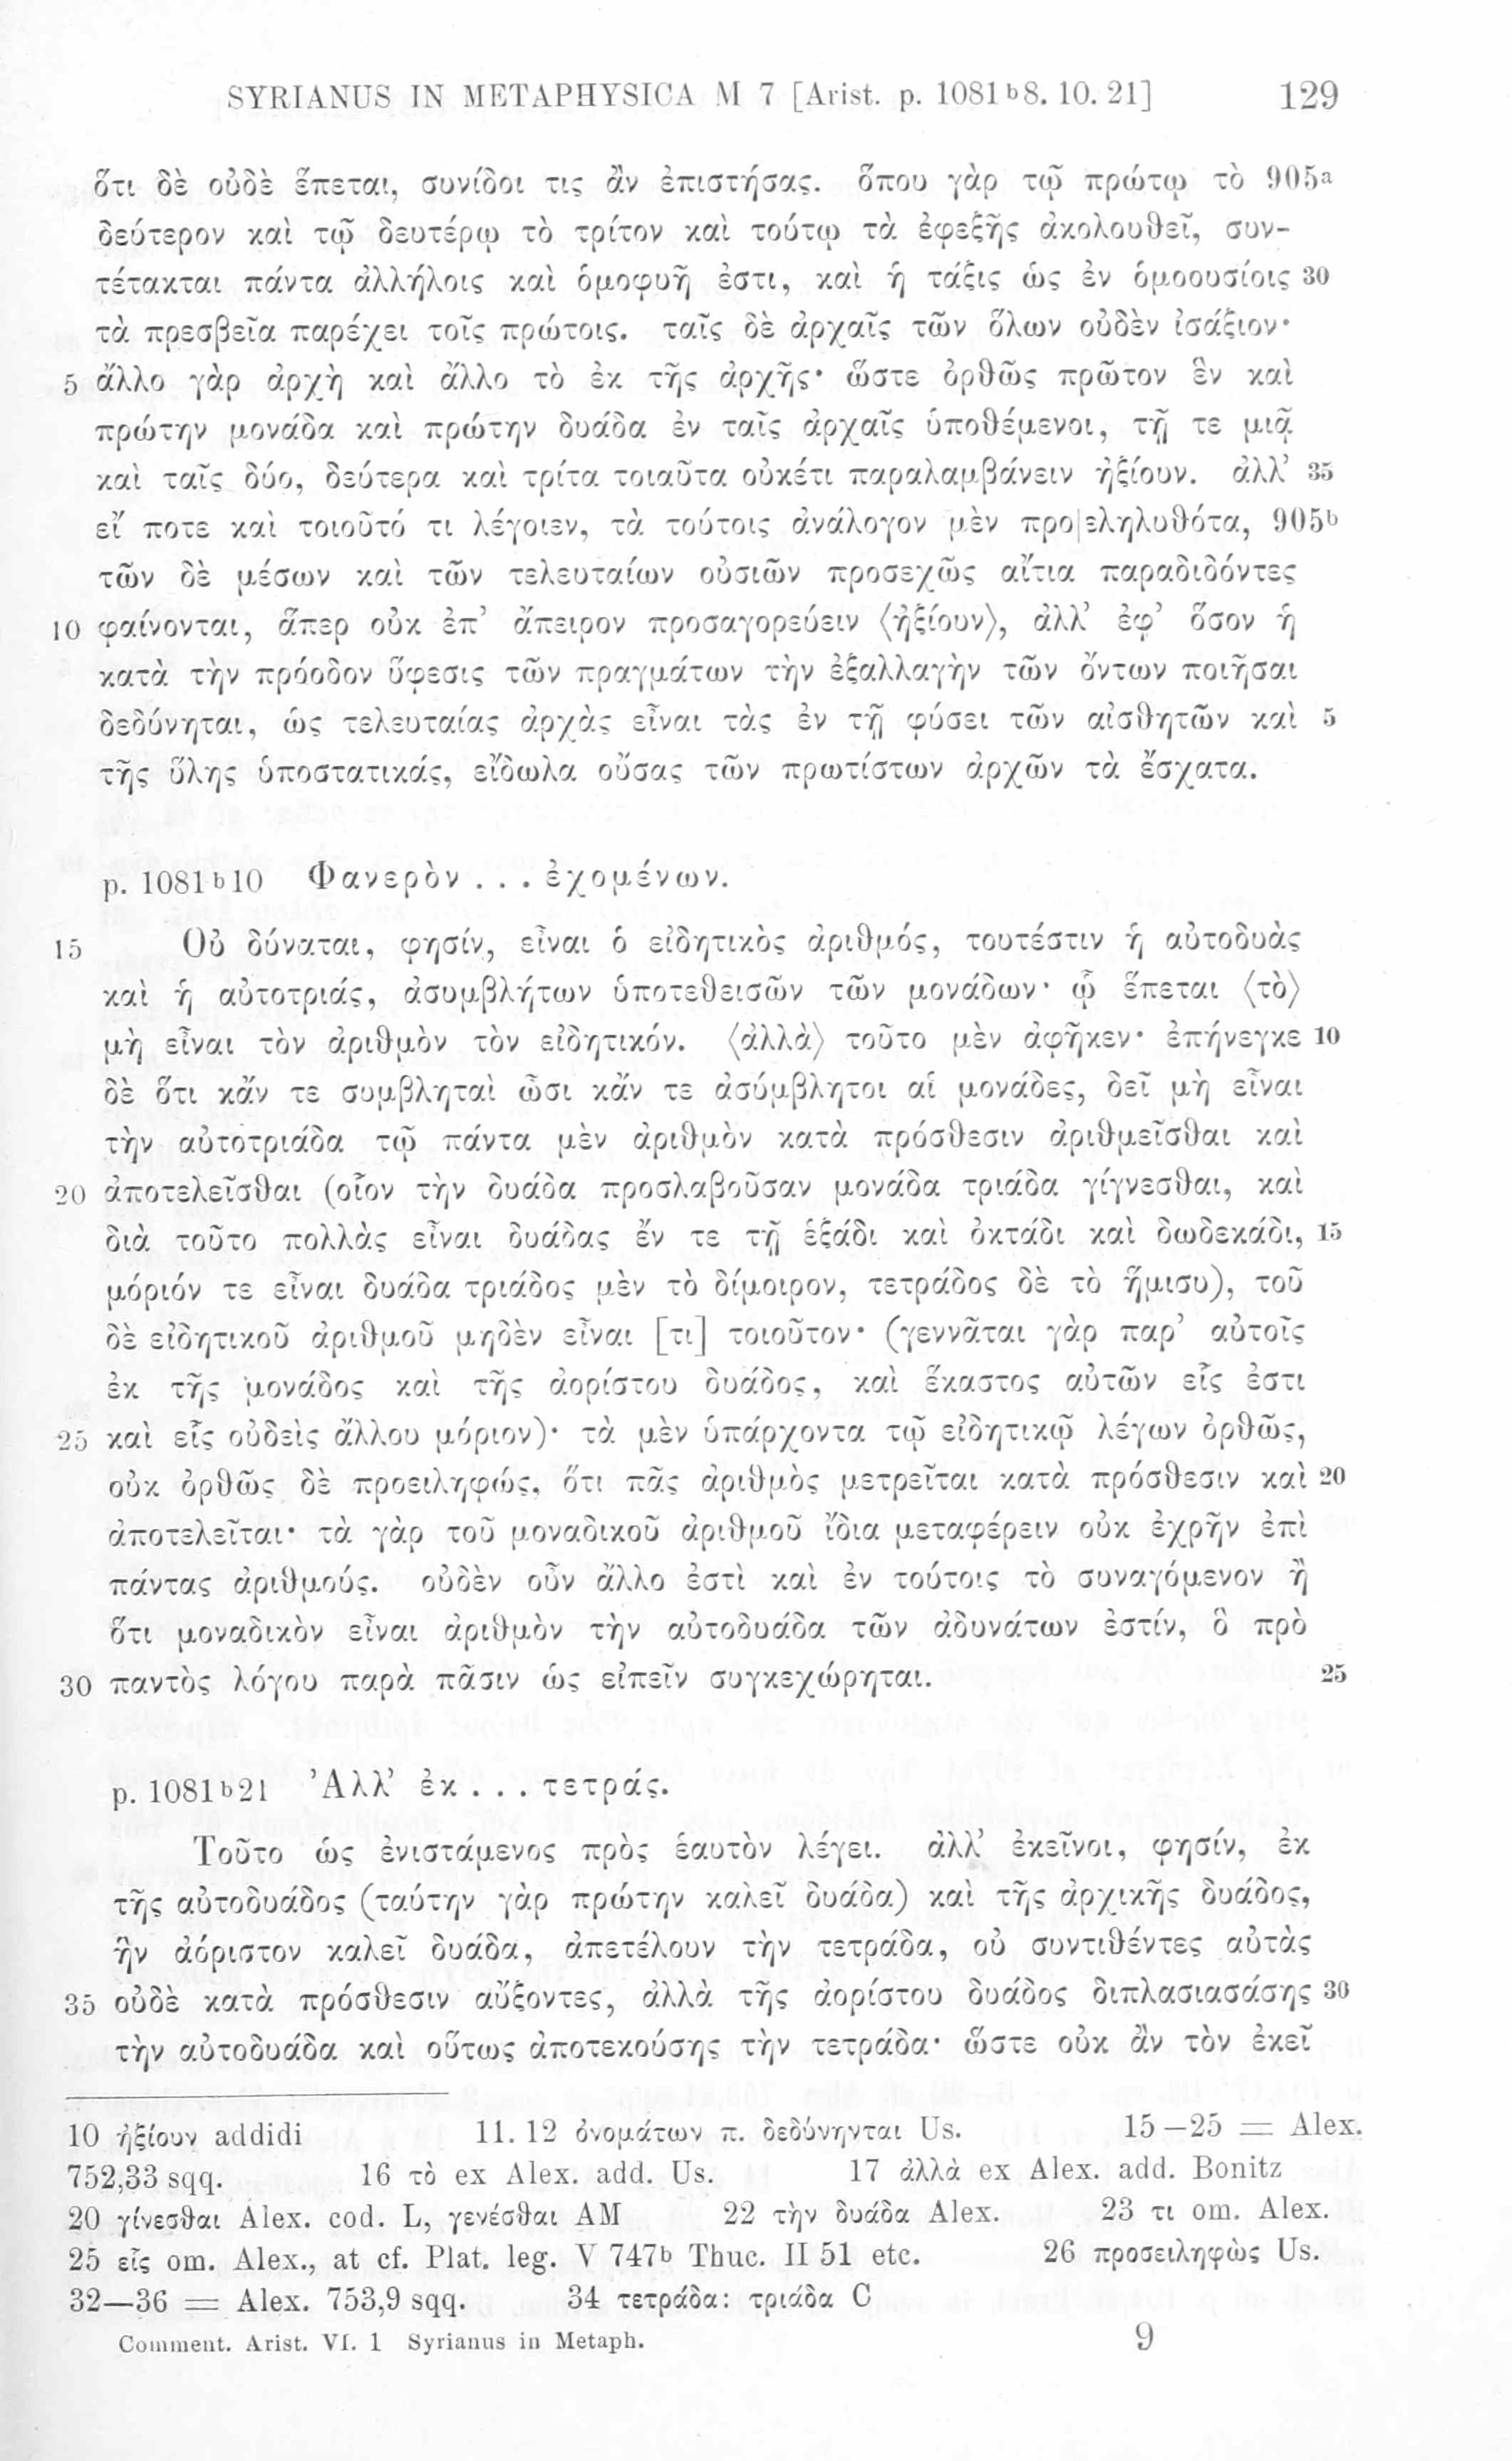 SYRIANUS IN METAPHYSICA M 7 [Arist. p. 1081ᵇ8. 10. 21] 129
ὅτι δὲ οὐδὲ ἕπεται, συνίδοι τις ἂν ἐπιστήσας. ὅπου γὰρ τῷ πρώτῳ τὸ 905ᵃ
δεύτερον καὶ τῷ δευτέρῳ τὸ τρίτον καὶ τούτῳ τὰ ἐφεξῆς ἀκολουθεῖ, συν-
τέτακται πάντα ἀλλήλοις καὶ ὁμοφυῆ ἐστι, καὶ ἡ τάξις ὡς ἐν ὁμοουσίοις 30
τὰ πρεσβεῖα παρέχει τοῖς πρώτοις. ταῖς δὲ ἀρχαῖς τῶν ὅλων οὐδὲν ἰσάξιον·
5 ἄλλο γὰρ ἀρχὴ καὶ ἄλλο τὸ ἐκ τῆς ἀρχῆς· ὥστε ὀρθῶς πρῶτον ἓν καὶ
πρώτην μονάδα καὶ πρώτην δυάδα ἐν ταῖς ἀρχαῖς ὑποθέμενοι, τῇ τε μιᾷ
καὶ ταῖς δύο, δεύτερα καὶ τρίτα τοιαῦτα οὐκέτι παραλαμβάνειν ἠξίουν. ἀλλ’ 35
εἴ ποτε καὶ τοιοῦτό τι λέγοιεν, τὰ τούτοις ἀνάλογον μὲν προ|εληλυθότα, 905ᵇ
τῶν δὲ μέσων καὶ τῶν τελευταίων οὐσιῶν προσεχῶς αἴτια παραδιδόντες
10 φαίνονται, ἅπερ οὐκ ἐπ’ ἄπειρον προσαγορεύειν ⟨ἠξίουν⟩, ἀλλ’ ἐφ’ ὅσον ἡ
κατὰ τὴν πρόοδον ὕφεσις τῶν πραγμάτων τὴν ἐξαλλαγὴν τῶν ὄντων ποιῆσαι
δεδύνηται, ὡς τελευταίας ἀρχὰς εἶναι τὰς ἐν τῇ φύσει τῶν αἰσθητῶν καὶ 5
τῆς ὕλης ὑποστατικάς, εἴδωλα οὔσας τῶν πρωτίστων ἀρχῶν τὰ ἔσχατα.
p. 1081ᵇ10 Φανερὸν . . . ἐχομένων.
15 Οὐ δύναται, φησίν, εἶναι ὁ εἰδητικὸς ἀριθμός, τουτέστιν ἡ αὐτοδυὰς
καὶ ἡ αὐτοτριάς, ἀσυμβλήτων ὑποτεθεισῶν τῶν μονάδων· ᾧ ἕπεται ⟨τὸ⟩
μὴ εἶναι τὸν ἀριθμὸν τὸν εἰδητικόν. ⟨ἀλλὰ⟩ τοῦτο μὲν ἀφῆκεν· ἐπήνεγκε 10
δὲ ὅτι κἄν τε συμβληταὶ ὦσι κἄν τε ἀσύμβλητοι αἱ μονάδες, δεῖ μὴ εἶναι
τὴν αὐτοτριάδα τῷ πάντα μὲν ἀριθμὸν κατὰ πρόσθεσιν ἀριθμεῖσθαι καὶ
20 ἀποτελεῖσθαι (οἷον τὴν δυάδα προσλαβοῦσαν μονάδα τριάδα γίγνεσθαι, καὶ
διὰ τοῦτο πολλὰς εἶναι δυάδας ἔν τε τῇ ἑξάδι καὶ ὀκτάδι καὶ δωδεκάδι, 15
μόριόν τε εἶναι δυάδα τριάδος μὲν τὸ δίμοιρον, τετράδος δὲ τὸ ἥμισυ), τοῦ
δὲ εἰδητικοῦ ἀριθμοῦ μηδὲν εἶναι [τι] τοιοῦτον· (γεννᾶται γὰρ παρ’ αὐτοῖς
ἐκ τῆς μονάδος καὶ τῆς ἀορίστου δυάδος, καὶ ἕκαστος αὐτῶν εἷς ἐστι
25 καὶ εἷς οὐδεὶς ἄλλου μόριον)· τὰ μὲν ὑπάρχοντα τῷ εἰδητικῷ λέγων ὀρθῶς,
οὐκ ὀρθῶς δὲ προειληφώς, ὅτι πᾶς ἀριθμὸς μετρεῖται κατὰ πρόσθεσιν καὶ 20
ἀποτελεῖται· τὰ γὰρ τοῦ μοναδικοῦ ἀριθμοῦ ἴδια μεταφέρειν οὐκ ἐχρῆν ἐπὶ
πάντας ἀριθμούς. οὐδὲν οὖν ἄλλο ἐστὶ καὶ ἐν τούτοις τὸ συναγόμενον ἢ
ὅτι μοναδικὸν εἶναι ἀριθμὸν τὴν αὐτοδυάδα τῶν ἀδυνάτων ἐστίν, ὃ πρὸ
30 παντὸς λόγου παρὰ πᾶσιν ὡς εἰπεῖν συγκεχώρηται. 25
p. 1081ᵇ21 Ἀλλ’ ἐκ . . . τετράς.
Τοῦτο ὡς ἐνιστάμενος πρὸς ἑαυτὸν λέγει. ἀλλ’ ἐκεῖνοι, φησίν, ἐκ
τῆς αὐτοδυάδος (ταύτην γὰρ πρώτην καλεῖ δυάδα) καὶ τῆς ἀρχικῆς δυάδος,
ἣν ἀόριστον καλεῖ δυάδα, ἀπετέλουν τὴν τετράδα, οὐ συντιθέντες αὐτὰς
35 οὐδὲ κατὰ πρόσθεσιν αὔξοντες, ἀλλὰ τῆς ἀορίστου δυάδος διπλασιασάσης 30
τὴν αὐτοδυάδα καὶ οὕτως ἀποτεκούσης τὴν τετράδα· ὥστε οὐκ ἂν τὸν ἐκεῖ
10 ἠξίουν addidi 11. 12 ὀνομάτων π. δεδύνηνται Us. 15—25 = Alex.
752,33 sqq. 16 τὸ ex Alex. add. Us. 17 ἀλλὰ ex Alex. add. Bonitz
20 γίνεσθαι Alex. cod. L, γενέσθαι AM 22 τὴν δυάδα Alex. 23 τι om. Alex.
25 εἷς om. Alex., at cf. Plat. leg. V 747ᵇ Thuc. II 51 etc. 26 προσειληφὼς Us.
32—36 = Alex. 753,9 sqq. 34 τετράδα: τριάδα C
Comment. Arist. VI. 1 Syrianus in Metaph. 9